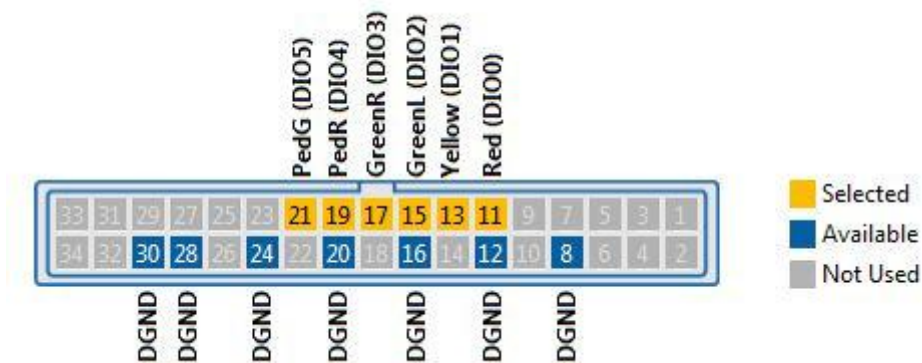 PedG (DIO5)
PedR (DIO4)
GreenR (DIO3)
GreenL (DIO2)
Yellow (DIO1)
Red (DIO0)
33 31 29 27 25 23 21 19 17 15 13 11 9 7 5 3 1
34 32 30 28 26 24 22 20 18 16 14 12 10 8 6 4 2
DGND
DGND
DGND
DGND
DGND
DGND
DGND
Selected
Available
Not Used